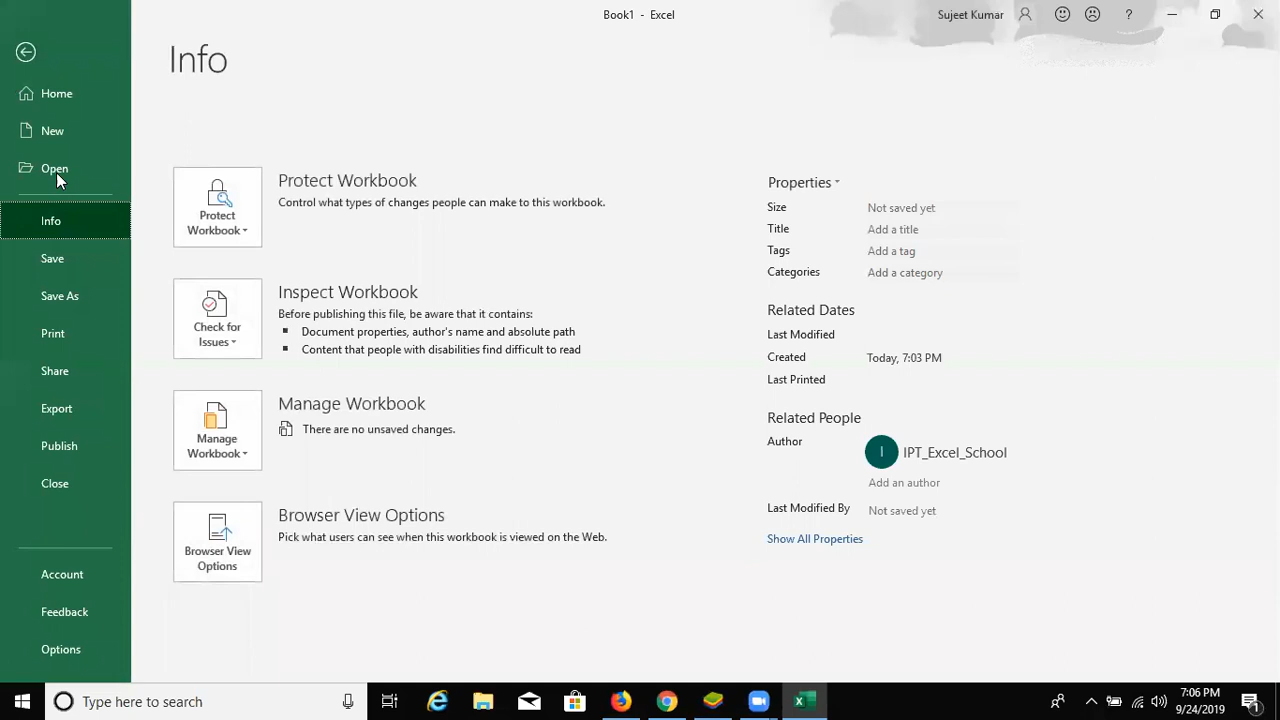 Book1 - Excel
Sujeet Kumar
?
Info
Home
New
Open
Info
Save
Save As
Print
Share
Export
Publish
Close
Account
Feedback
Options
Protect Workbook
Protect Workbook
Control what types of changes people can make to this workbook.
Check for Issues
Inspect Workbook
Before publishing this file, be aware that it contains:
Document properties, author's name and absolute path
Content that people with disabilities find difficult to read
Manage Workbook
Manage Workbook
There are no unsaved changes.
Browser View Options
Browser View Options
Pick what users can see when this workbook is viewed on the Web.
Properties
Size Not saved yet
Title Add a title
Tags Add a tag
Categories Add a category
Related Dates
Last Modified
Created Today, 7:03 PM
Last Printed
Related People
Author
I IPT_Excel_School
Add an author
Last Modified By Not saved yet
Show All Properties
Type here to search
7:06 PM
9/24/2019
1